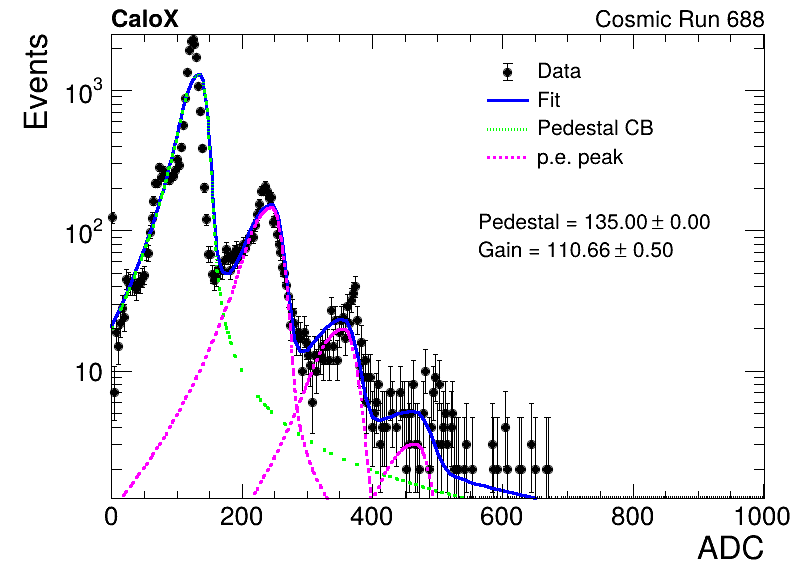 CaloX Cosmic Run 688
Events
Data
Fit
Pedestal CB
p.e. peak
Pedestal = 135.00 ± 0.00
Gain = 110.66 ± 0.50
10³
10²
10
0 200 400 600 800 1000
ADC